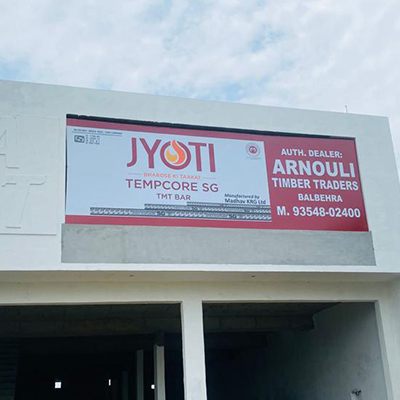 JYOTI
BHAROSE KI TAAKAT
TEMPCORE SG
TMT BAR
Manufactured by
Madhav KRG Ltd
AUTH. DEALER:
ARNOULI
TIMBER TRADERS
BALBEHRA
M. 93548-02400